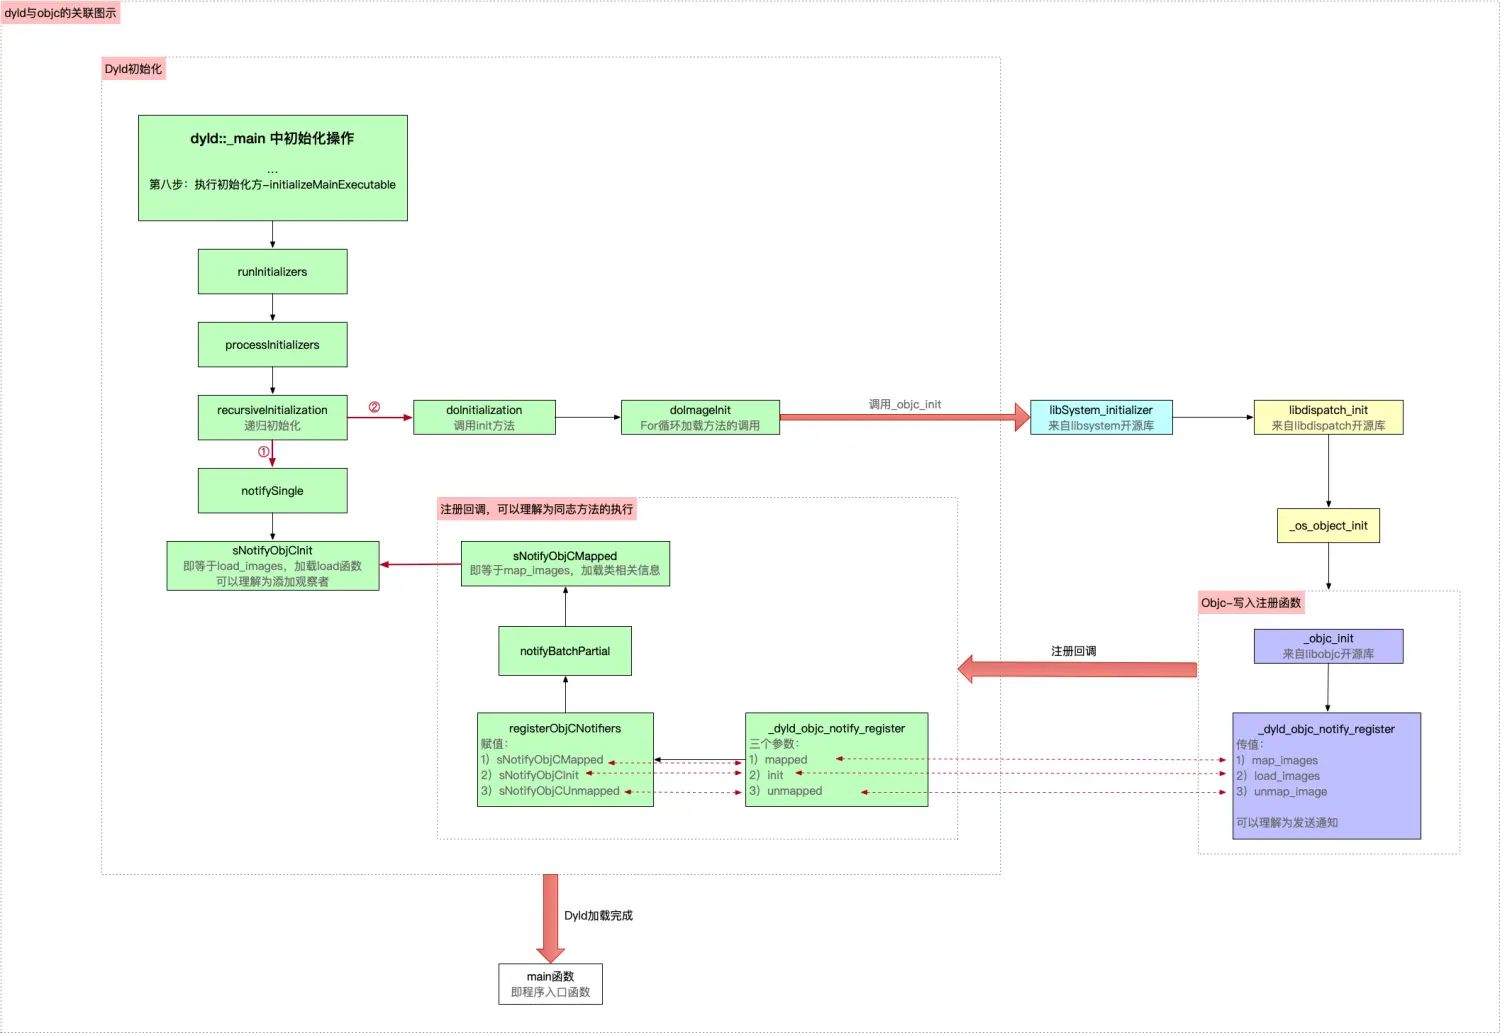 dyld与objc的关联图示
Dyld初始化
dyld::_main 中初始化操作
...
第八步：执行初始化方-initializeMainExecutable
runInitializers
processInitializers
recursiveInitialization
递归初始化
②
doInitialization
调用init方法
doImageInit
For循环加载方法的调用
调用_objc_init
libSystem_initializer
来自libsystem开源库
libdispatch_init
来自libdispatch开源库
①
notifySingle
sNotifyObjCInit
即等于load_images，加载load函数
可以理解为添加观察者
注册回调，可以理解为同志方法的执行
sNotifyObjCMapped
即等于map_images，加载类相关信息
_os_object_init
Objc-写入注册函数
_objc_init
来自libobjc开源库
notifyBatchPartial
注册回调
registerObjCNotifiers
赋值：
1）sNotifyObjCMapped
2）sNotifyObjCInit
3）sNotifyObjCUnmapped
_dyld_objc_notify_register
三个参数：
1）mapped
2）init
3）unmapped
_dyld_objc_notify_register
传值：
1）map_images
2）load_images
3）unmap_image
可以理解为发送通知
Dyld加载完成
main函数
即程序入口函数